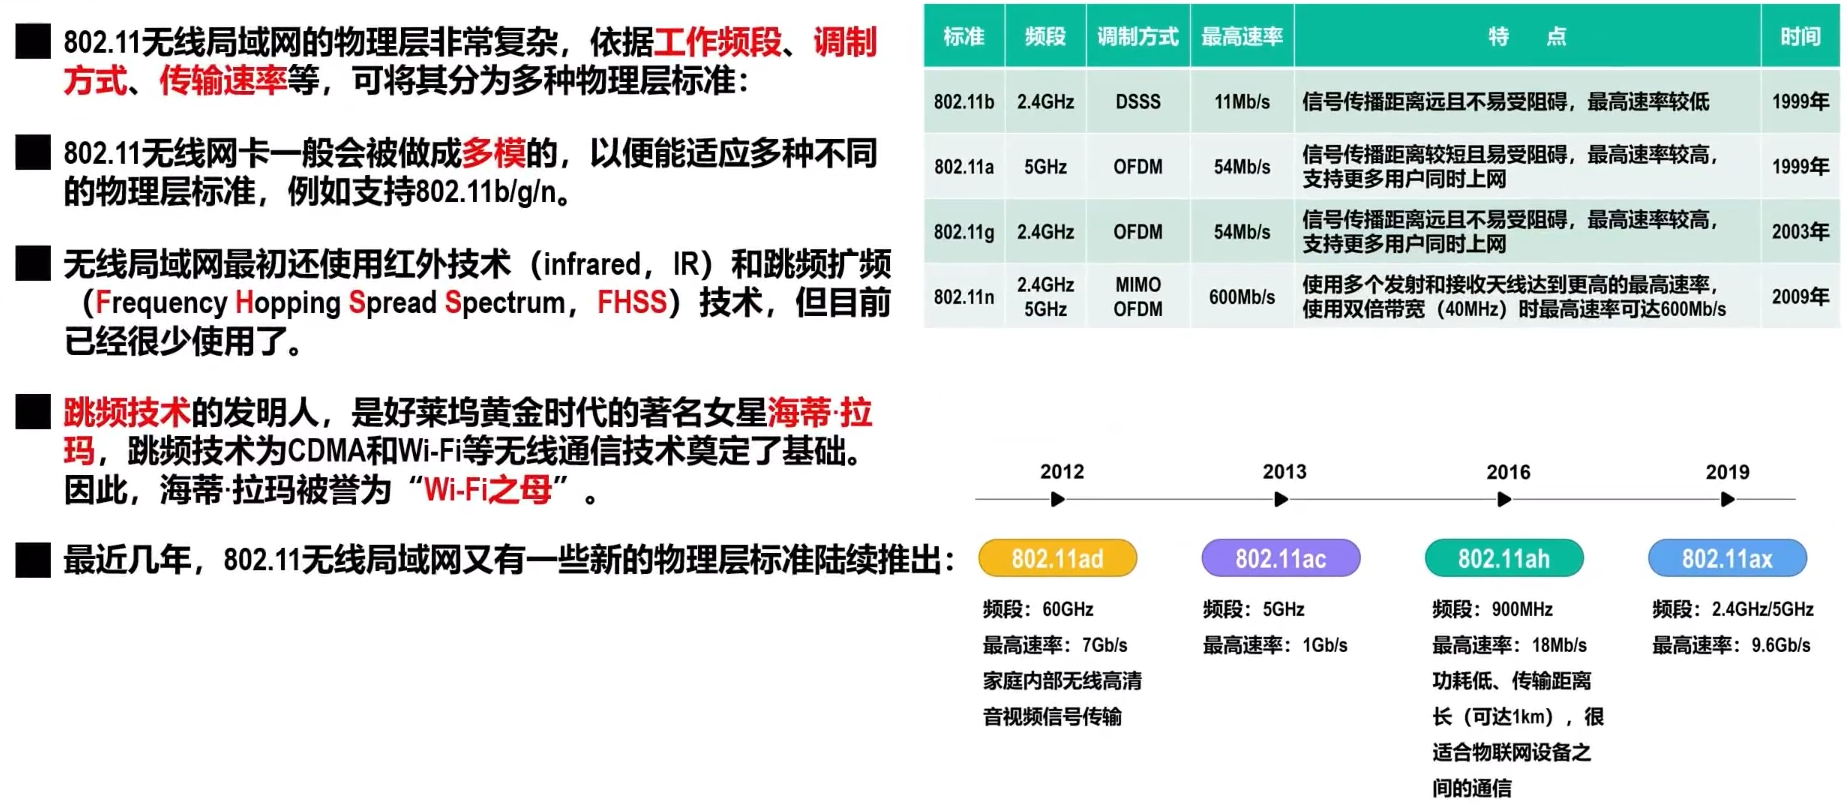 802.11无线局域网的物理层非常复杂，依据工作频段、调制
方式、传输速率等，可将其分为多种物理层标准：
802.11无线网卡一般会被做成多模的，以便能适应多种不同
的物理层标准，例如支持802.11b/g/n。
无线局域网最初还使用红外技术（infrared，IR）和跳频扩频
（Frequency Hopping Spread Spectrum，FHSS）技术，但目前
已经很少使用了。
跳频技术的发明人，是好莱坞黄金时代的著名女星海蒂·拉
玛，跳频技术为CDMA和Wi-Fi等无线通信技术奠定了基础。
因此，海蒂·拉玛被誉为“Wi-Fi之母”。
最近几年，802.11无线局域网又有一些新的物理层标准陆续推出：
标准 频段 调制方式 最高速率 特 点 时间
802.11b 2.4GHz DSSS 11Mb/s 信号传播距离远且不易受阻碍，最高速率较低 1999年
802.11a 5GHz OFDM 54Mb/s 信号传播距离较短且易受阻碍，最高速率较高，
支持更多用户同时上网 1999年
802.11g 2.4GHz OFDM 54Mb/s 信号传播距离远且不易受阻碍，最高速率较高，
支持更多用户同时上网 2003年
802.11n 2.4GHz MIMO 600Mb/s 使用多个发射和接收天线达到更高的最高速率，
5GHz OFDM 使用双倍带宽（40MHz）时最高速率可达600Mb/s 2009年
2012 2013 2016 2019
802.11ad 802.11ac 802.11ah 802.11ax
频段：60GHz
最高速率：7Gb/s
家庭内部无线高清
音视频信号传输
频段：5GHz
最高速率：1Gb/s
频段：900MHz
最高速率：18Mb/s
功耗低、传输距离
长（可达1km），很
适合物联网设备之
间的通信
频段：2.4GHz/5GHz
最高速率：9.6Gb/s